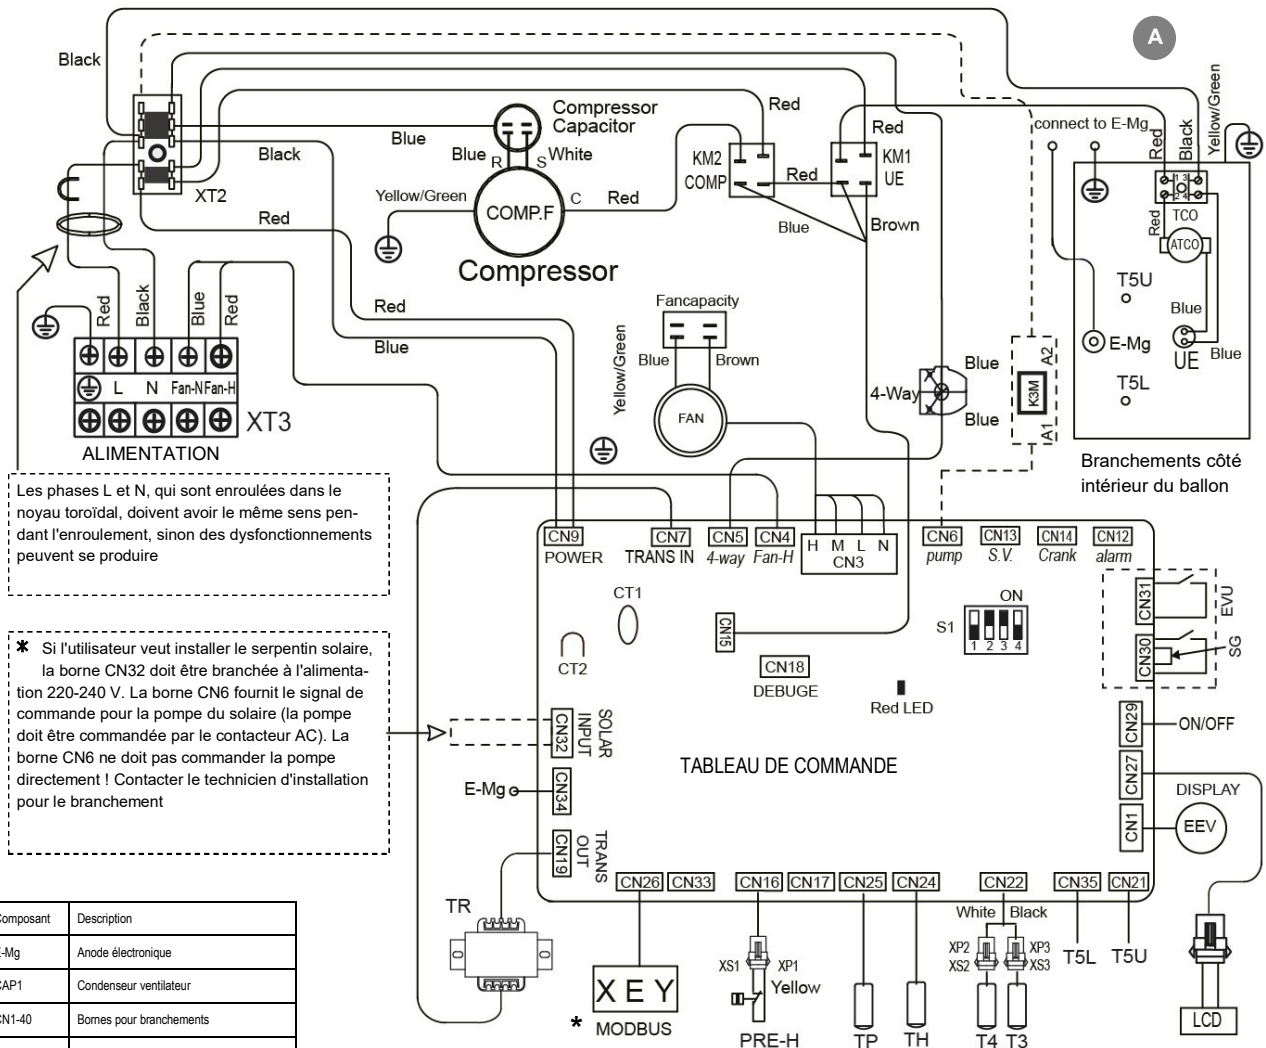 A
Black
Compressor
Capacitor
Blue
Blue
R
S
White
Black
XT2
Yellow/Green
COMP.F
C
Red
Compressor
Red
Red
KM2
COMP
Red
KM1
UE
Red
Blue
Brown
connect to E-Mg
Red
Black
Yellow/Green
1 3
2 4
TCO
Red
ATCO
T5U
Blue
E-Mg
UE
Blue
T5L
Branchements côté
intérieur du ballon
Red
Black
Blue
Red
Red
Blue
L
N
Fan-N
Fan-H
XT3
ALIMENTATION
Fancapacity
Yellow/Green
Blue
Brown
FAN
4-Way
Blue
Blue
A2
K3M
A1
Les phases L et N, qui sont enroulées dans le
noyau toroïdal, doivent avoir le même sens pen-
dant l'enroulement, sinon des dysfonctionnements
peuvent se produire
* Si l'utilisateur veut installer le serpentin solaire,
la borne CN32 doit être branchée à l'alimenta-
tion 220-240 V. La borne CN6 fournit le signal de
commande pour la pompe du solaire (la pompe
doit être commandée par le contacteur AC). La
borne CN6 ne doit pas commander la pompe
directement ! Contacter le technicien d'installation
pour le branchement
CN9
POWER
CN7
TRANS IN
CN5
4-way
CN4
Fan-H
H M L N
CN3
CN6
pump
CN13
S.V.
CN14
Crank
CN12
alarm
CT1
CT2
CN15
CN18
DEBUGE
ON
S1
1 2 3 4
Red LED
CN31
EVU
CN30
SG
CN29
ON/OFF
CN27
DISPLAY
CN1
EEV
CN32
SOLAR
INPUT
E-Mg
CN34
CN19
TRANS
OUT
TABLEAU DE COMMANDE
CN26
CN33
CN16
CN17
CN25
CN24
CN22
CN35
CN21
White
Black
TR
XEY
* MODBUS
XS1
XP1
Yellow
PRE-H
TP
TH
XP2
XS2
XP3
XS3
T4
T3
T5L
T5U
LCD
Composant Description
E-Mg Anode électronique
CAP1 Condenseur ventilateur
CN1-40 Bornes pour branchements